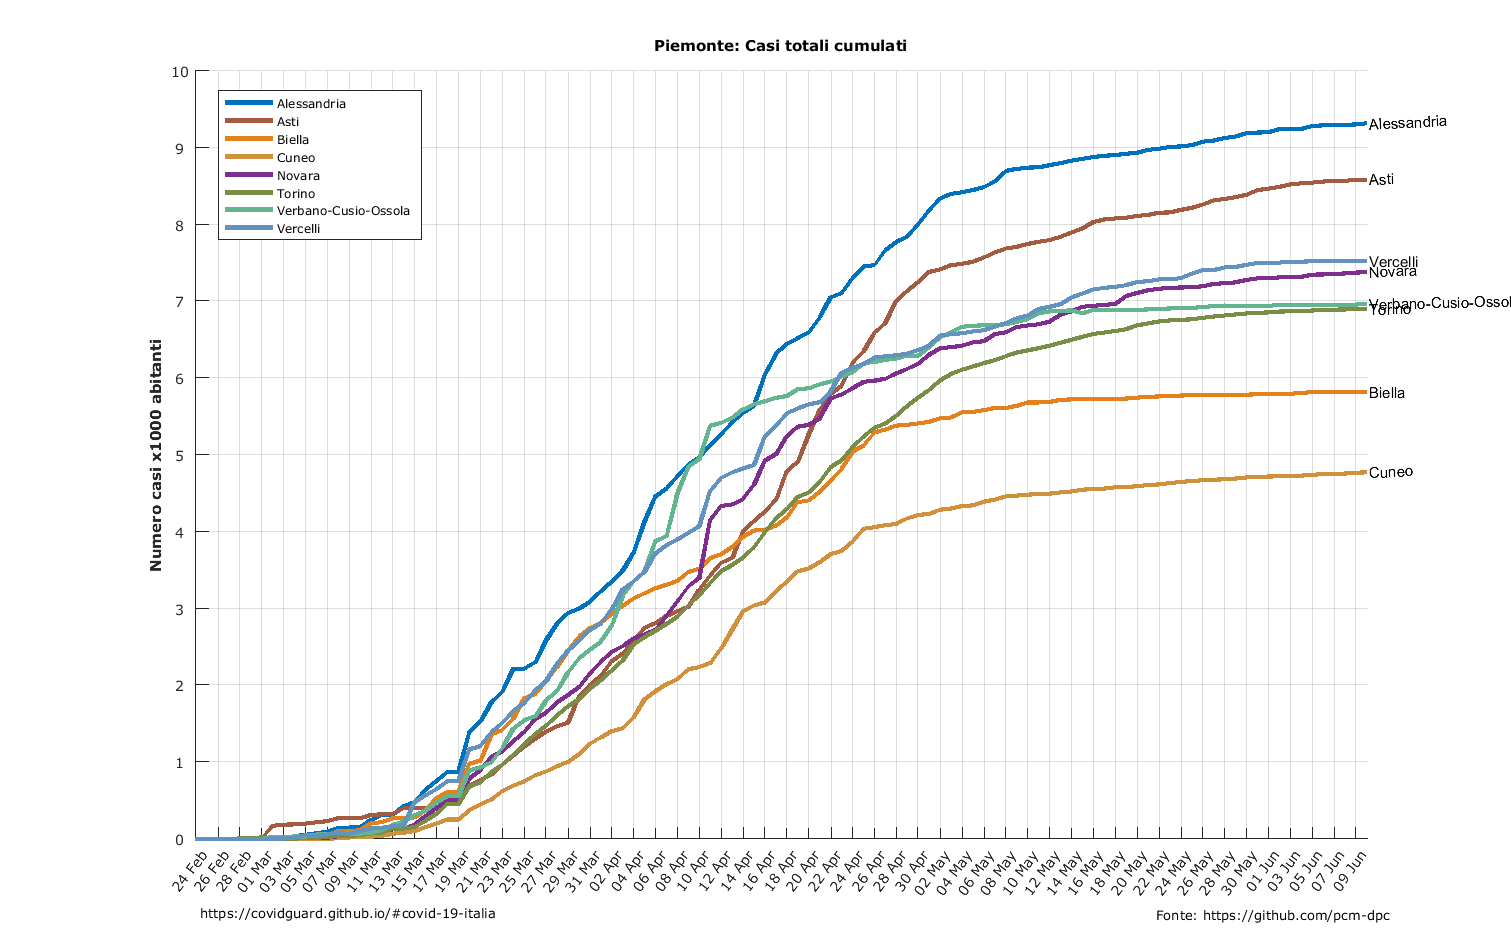 Piemonte: Casi totali cumulati
Numero casi x1000 abitanti
10
9
8
7
6
5
4
3
2
1
0
Alessandria
Asti
Biella
Cuneo
Novara
Torino
Verbano-Cusio-Ossola
Vercelli
Alessandria
Asti
Vercelli
Novara
Verbano-Cusio-Ossol
Torino
Biella
Cuneo
24 Feb
26 Feb
28 Feb
01 Mar
03 Mar
05 Mar
07 Mar
09 Mar
11 Mar
13 Mar
15 Mar
17 Mar
19 Mar
21 Mar
23 Mar
25 Mar
27 Mar
29 Mar
31 Mar
02 Apr
04 Apr
06 Apr
08 Apr
10 Apr
12 Apr
14 Apr
16 Apr
18 Apr
20 Apr
22 Apr
24 Apr
26 Apr
28 Apr
30 Apr
02 May
04 May
06 May
08 May
10 May
12 May
14 May
16 May
18 May
20 May
22 May
24 May
26 May
28 May
30 May
01 Jun
03 Jun
05 Jun
07 Jun
09 Jun
https://covidguard.github.io/#covid-19-italia
Fonte: https://github.com/pcm-dpc